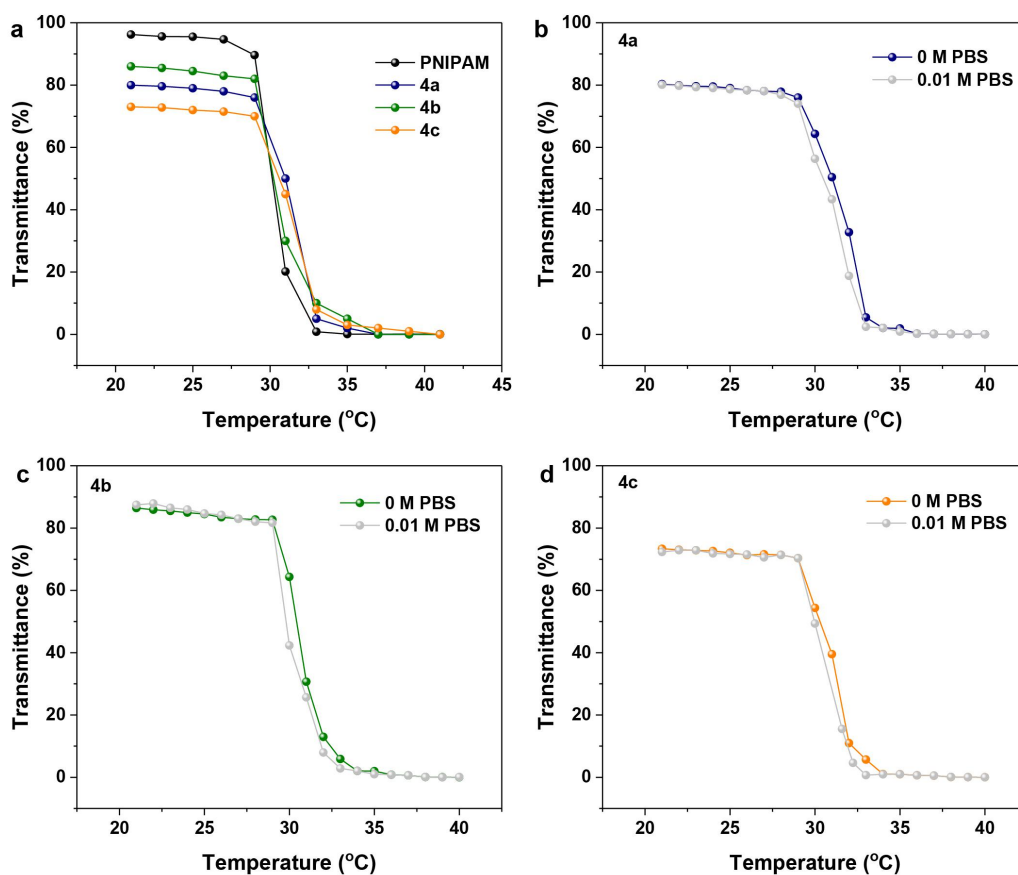 a
100
80
60
40
20
0
Transmittance (%)
PNIPAM
4a
4b
4c
20 25 30 35 40 45
Temperature (°C)
b
4a
100
80
60
40
20
0
Transmittance (%)
0 M PBS
0.01 M PBS
20 25 30 35 40
Temperature (°C)
c
4b
100
80
60
40
20
0
Transmittance (%)
0 M PBS
0.01 M PBS
20 25 30 35 40
Temperature (°C)
d
4c
100
80
60
40
20
0
Transmittance (%)
0 M PBS
0.01 M PBS
20 25 30 35 40
Temperature (°C)